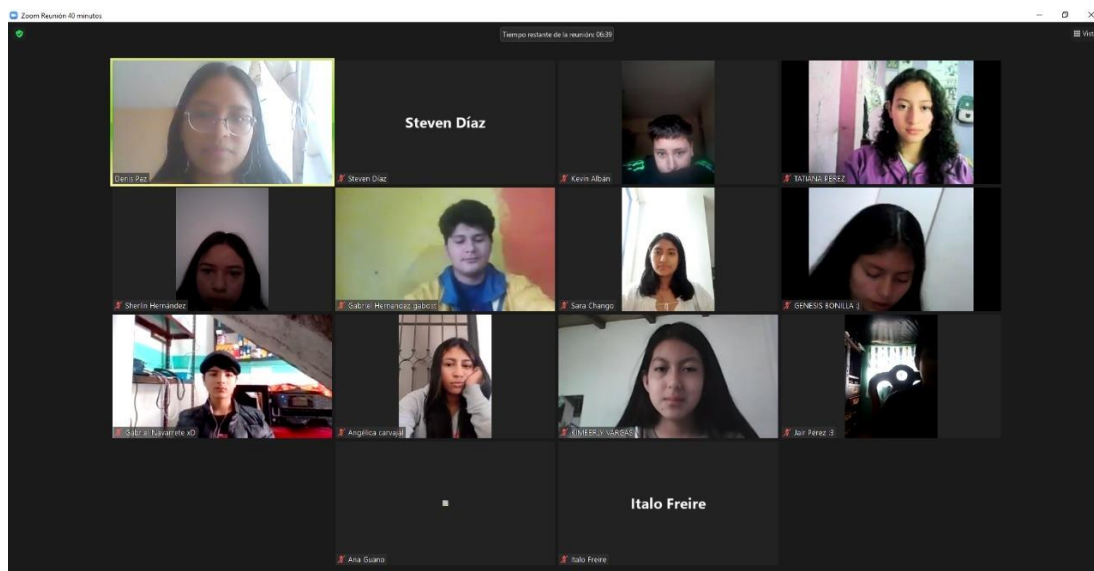 Zoom Reunión 40 minutos
Tiempo restante de la reunión: 06:39
Vista
Denis Paz
Steven Díaz
Steven Díaz
Kevin Albán
TATIANA PEREZ
Sherlin Hernández
Gabriel Hernandez gabost
Sara Chango
GENESIS BONILLA :)
Gabriel Navarrete xD
Angélica carvajal
KIMBERLY VARGAS
Jair Pérez :3
Ana Guano
Italo Freire
Italo Freire